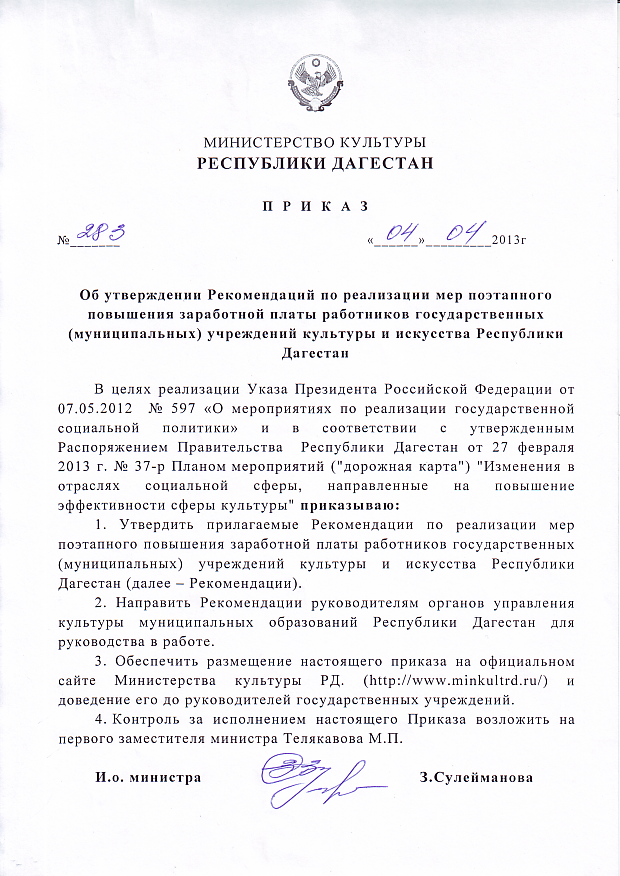 МИНИСТЕРСТВО КУЛЬТУРЫ
РЕСПУБЛИКИ ДАГЕСТАН
П Р И К А З
№ 283 « 04 » 04 2013г
Об утверждении Рекомендаций по реализации мер поэтапного
повышения заработной платы работников государственных
(муниципальных) учреждений культуры и искусства Республики
Дагестан
В целях реализации Указа Президента Российской Федерации от
07.05.2012 № 597 «О мероприятиях по реализации государственной
социальной политики» и в соответствии с утвержденным
Распоряжением Правительства Республики Дагестан от 27 февраля
2013 г. № 37-р Планом мероприятий ("дорожная карта") "Изменения в
отраслях социальной сферы, направленные на повышение
эффективности сферы культуры" приказываю:
1. Утвердить прилагаемые Рекомендации по реализации мер
поэтапного повышения заработной платы работников государственных
(муниципальных) учреждений культуры и искусства Республики
Дагестан (далее – Рекомендации).
2. Направить Рекомендации руководителям органов управления
культуры муниципальных образований Республики Дагестан для
руководства в работе.
3. Обеспечить размещение настоящего приказа на официальном
сайте Министерства культуры РД. (http://www.minkultrd.ru/) и
доведение его до руководителей государственных учреждений.
4. Контроль за исполнением настоящего Приказа возложить на
первого заместителя министра Телякавова М.П.
И.о. министра З.Сулейманова